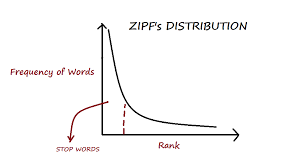 ZIPF's DISTRIBUTION
Frequency of Words
STOP WORDS
Rank